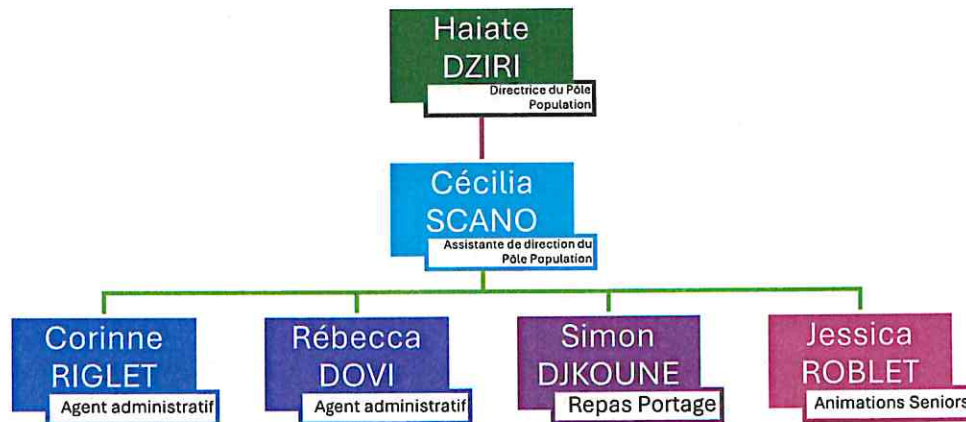 Haiate
DZIRI
Directrice du Pôle
Population
Cécilia
SCANO
Assistante de direction du
Pôle Population
Corinne
RIGLET
Agent administratif
Rébecca
DOVI
Agent administratif
Simon
DJKOUNE
Repas Portage
Jessica
ROBLET
Animations Seniors